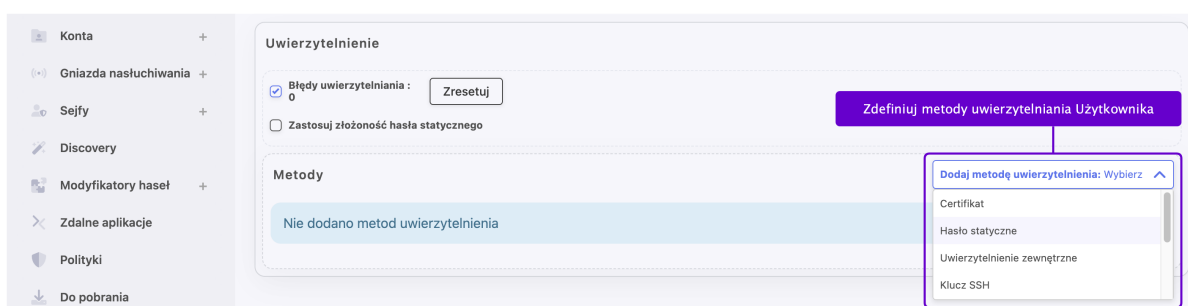 Konta +
Gniazda nasłuchiwania +
Sejfy +
Discovery
Modyfikatory haseł +
Zdalne aplikacje
Polityki
Do pobrania
Uwierzytelnienie
Błędy uwierzytelniania :
0
Zresetuj
Zastosuj złożoność hasła statycznego
Zdefiniuj metody uwierzytelniania Użytkownika
Metody
Dodaj metodę uwierzytelnienia: Wybierz
Nie dodano metod uwierzytelnienia
Certifikat
Hasło statyczne
Uwierzytelnienie zewnętrzne
Klucz SSH